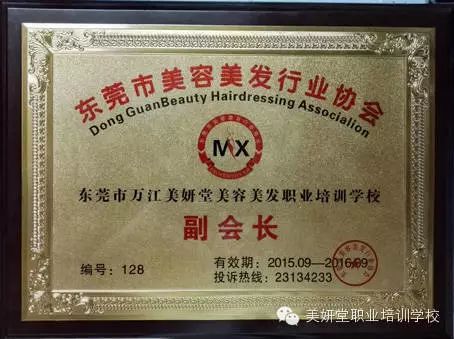 东莞市美容美发行业协会
Dong GuanBeauty Hairdressing Associalion
MX
东莞市万江美妍堂美容美发职业培训学校
副会长
编号：128
有效期：2015.09—2016.09
投诉热线：23134233
美妍堂职业培训学校